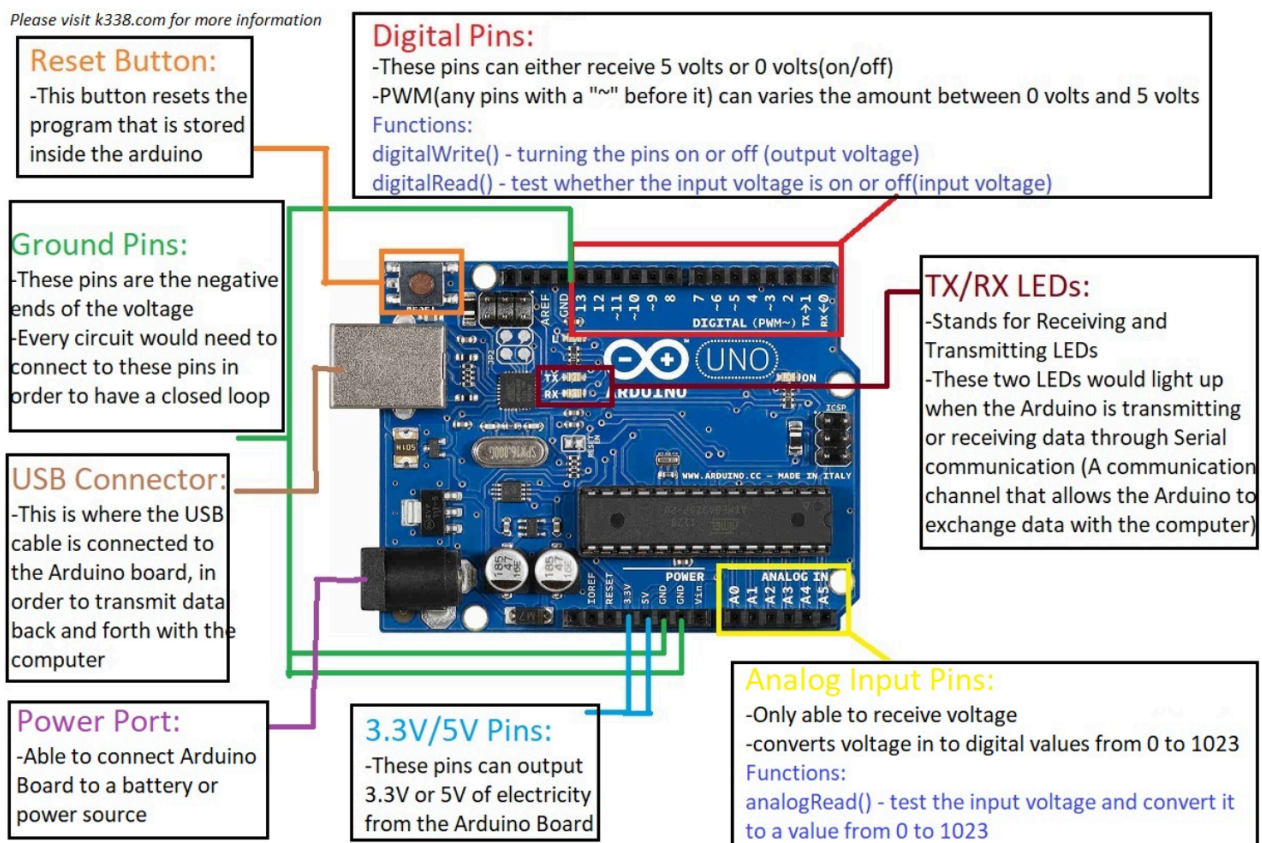 Please visit k338.com for more information
Reset Button:
-This button resets the
program that is stored
inside the arduino
Digital Pins:
-These pins can either receive 5 volts or 0 volts(on/off)
-PWM(any pins with a "~" before it) can varies the amount between 0 volts and 5 volts
Functions:
digitalWrite() - turning the pins on or off (output voltage)
digitalRead() - test whether the input voltage is on or off(input voltage)
Ground Pins:
-These pins are the negative
ends of the voltage
-Every circuit would need to
connect to these pins in
order to have a closed loop
USB Connector:
-This is where the USB
cable is connected to
the Arduino board, in
order to transmit data
back and forth with the
computer
Power Port:
-Able to connect Arduino
Board to a battery or
power source
AREF
GND
13
12
~11
~10
~9
8
7
~6
~5
4
~3
2
TX→1
RX←0
DIGITAL (PWM~)
UNO
TX
RX
ARDUINO
ON
ICSP
WWW.ARDUINO.CC - MADE IN ITALY
IOREF
RESET
3.3V
5V
GND
GND
Vin
POWER
ANALOG IN
A0
A1
A2
A3
A4
A5
TX/RX LEDs:
-Stands for Receiving and
Transmitting LEDs
-These two LEDs would light up
when the Arduino is transmitting
or receiving data through Serial
communication (A communication
channel that allows the Arduino to
exchange data with the computer)
3.3V/5V Pins:
-These pins can output
3.3V or 5V of electricity
from the Arduino Board
Analog Input Pins:
-Only able to receive voltage
-converts voltage in to digital values from 0 to 1023
Functions:
analogRead() - test the input voltage and convert it
to a value from 0 to 1023